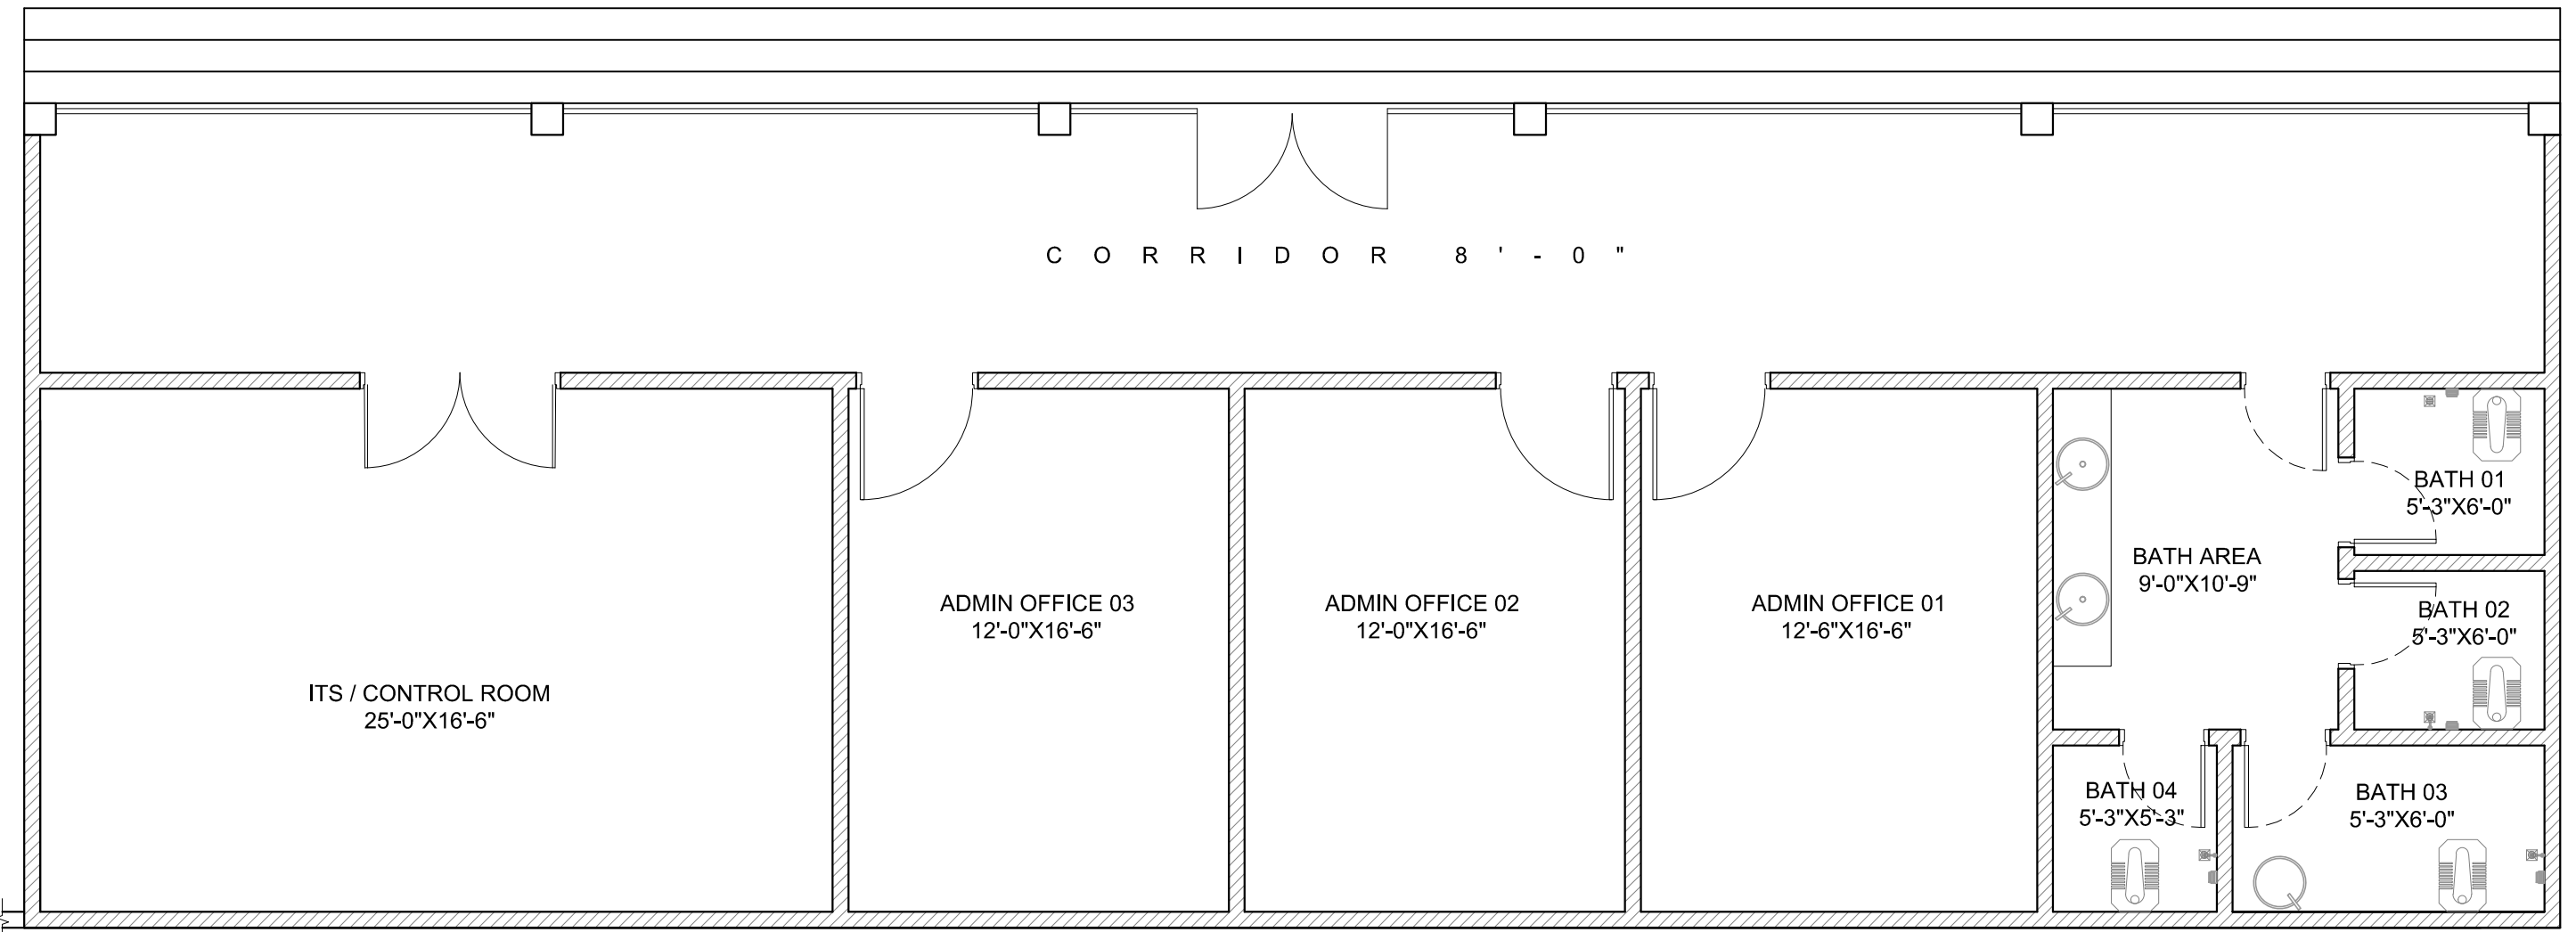 CORRIDOR 8'-0"
ITS / CONTROL ROOM
25'-0"X16'-6"
ADMIN OFFICE 03
12'-0"X16'-6"
ADMIN OFFICE 02
12'-0"X16'-6"
ADMIN OFFICE 01
12'-6"X16'-6"
BATH AREA
9'-0"X10'-9"
BATH 01
5'-3"X6'-0"
BATH 02
5'-3"X6'-0"
BATH 04
5'-3"X5'-3"
BATH 03
5'-3"X6'-0"